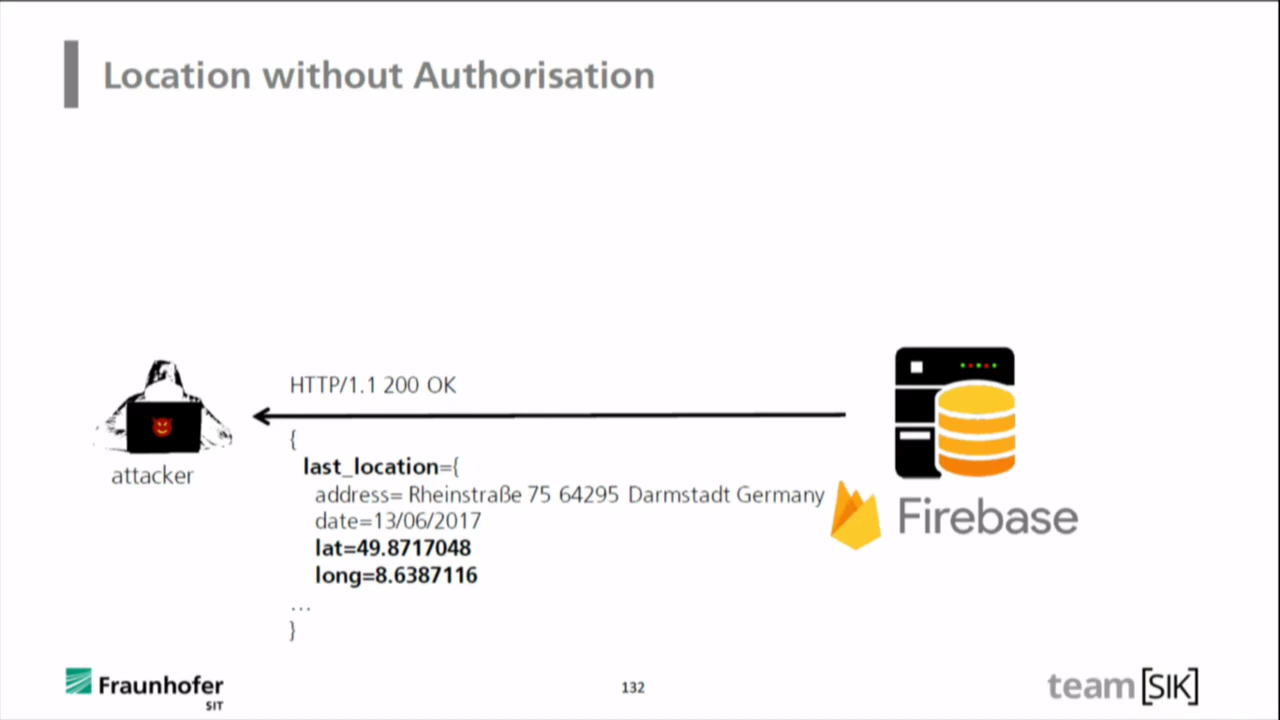 Location without Authorisation
HTTP/1.1 200 OK
{
last_location={
address= Rheinstraße 75 64295 Darmstadt Germany
date=13/06/2017
lat=49.8717048
long=8.6387116
...
}
attacker
Firebase
Fraunhofer
SIT
132
team [SIK]